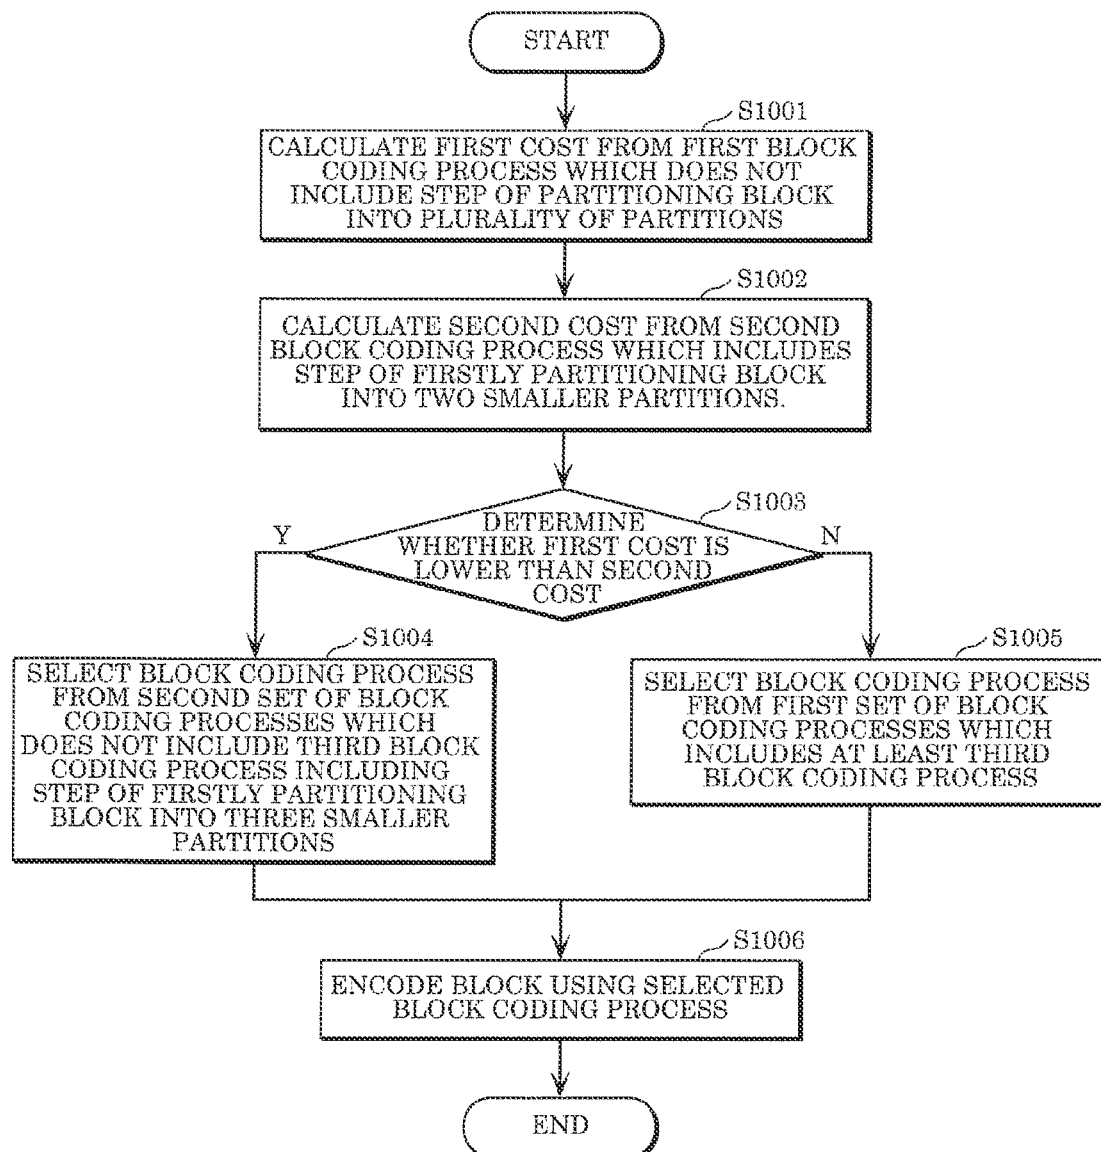 START
S1001
CALCULATE FIRST COST FROM FIRST BLOCK
CODING PROCESS WHICH DOES NOT
INCLUDE STEP OF PARTITIONING BLOCK
INTO PLURALITY OF PARTITIONS
S1002
CALCULATE SECOND COST FROM SECOND
BLOCK CODING PROCESS WHICH INCLUDES
STEP OF FIRSTLY PARTITIONING BLOCK
INTO TWO SMALLER PARTITIONS.
S1003
DETERMINE
WHETHER FIRST COST IS
LOWER THAN SECOND
COST
Y
N
S1004
SELECT BLOCK CODING PROCESS
FROM SECOND SET OF BLOCK
CODING PROCESSES WHICH
DOES NOT INCLUDE THIRD BLOCK
CODING PROCESS INCLUDING
STEP OF FIRSTLY PARTITIONING
BLOCK INTO THREE SMALLER
PARTITIONS
S1005
SELECT BLOCK CODING PROCESS
FROM FIRST SET OF BLOCK
CODING PROCESSES WHICH
INCLUDES AT LEAST THIRD
BLOCK CODING PROCESS
S1006
ENCODE BLOCK USING SELECTED
BLOCK CODING PROCESS
END